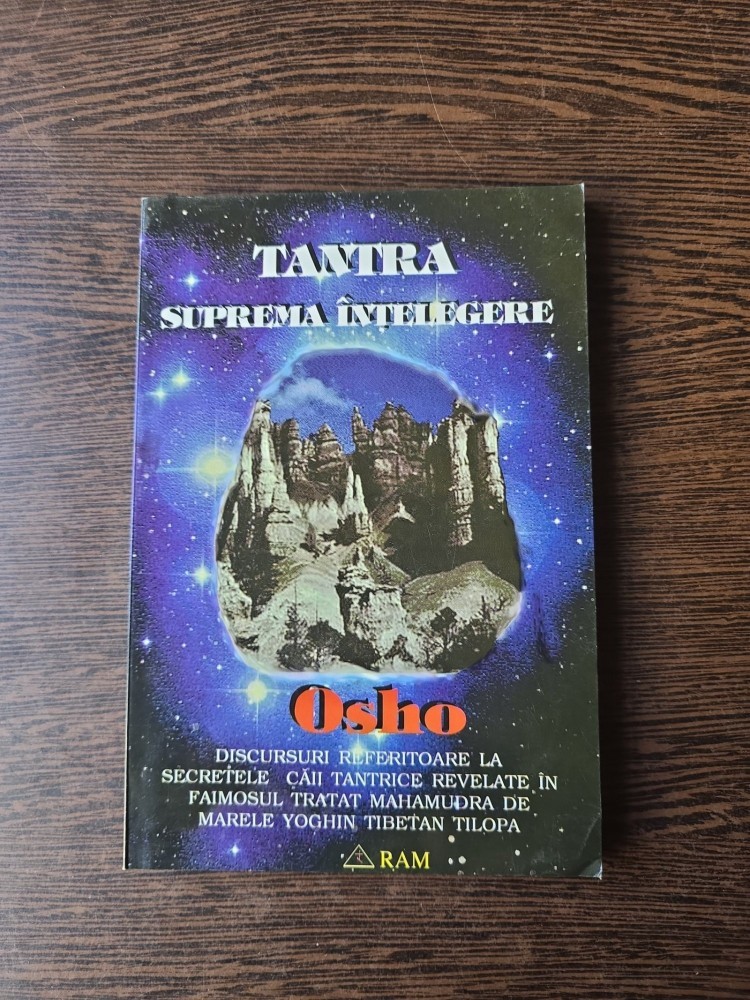 TANTRA
SUPREMA ÎNȚELEGERE
Osho
DISCURSURI REFERITOARE LA
SECRETELE CĂII TANTRICE REVELATE ÎN
FAIMOSUL TRATAT MAHAMUDRA DE
MARELE YOGHIN TIBETAN TILOPA
RAM